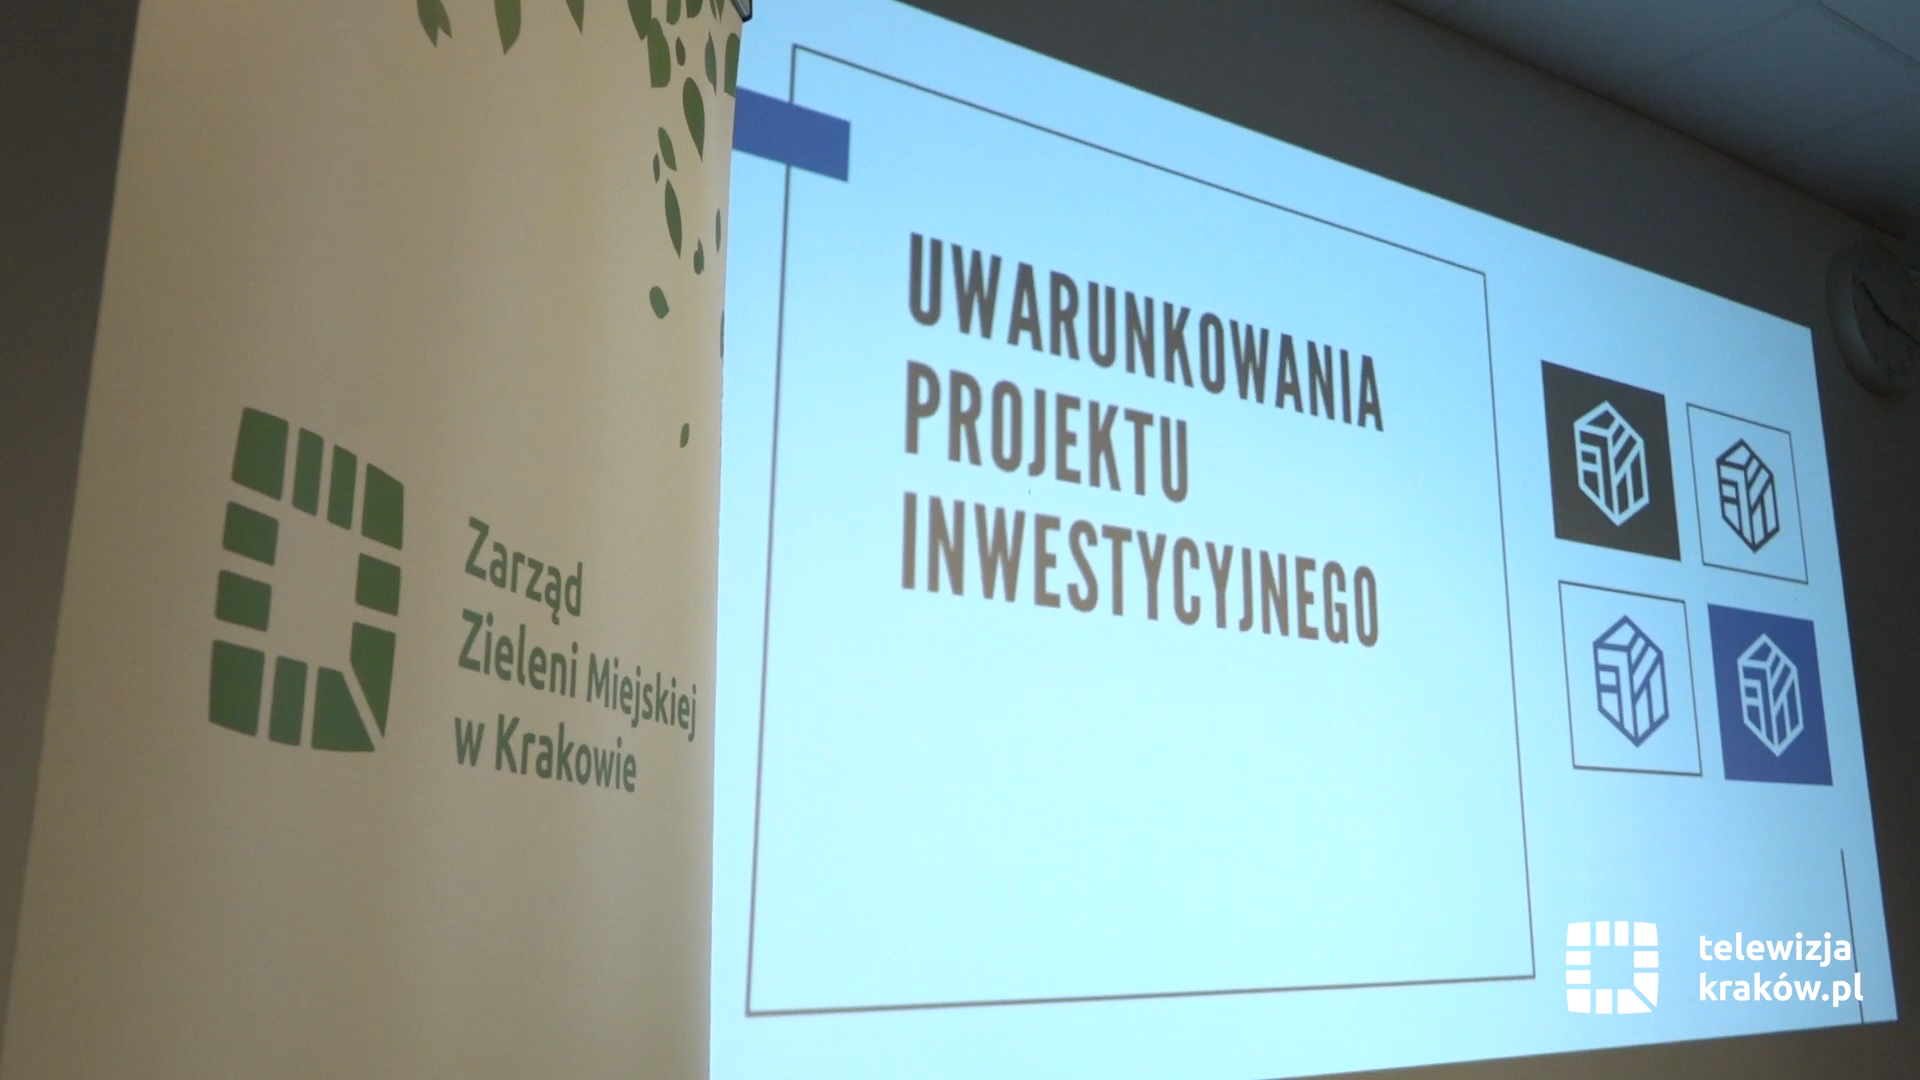 Zarząd
Zieleni Miejskiej
w Krakowie
UWARUNKOWANIA
PROJEKTU
INWESTYCYJNEGO
telewizja
kraków.pl